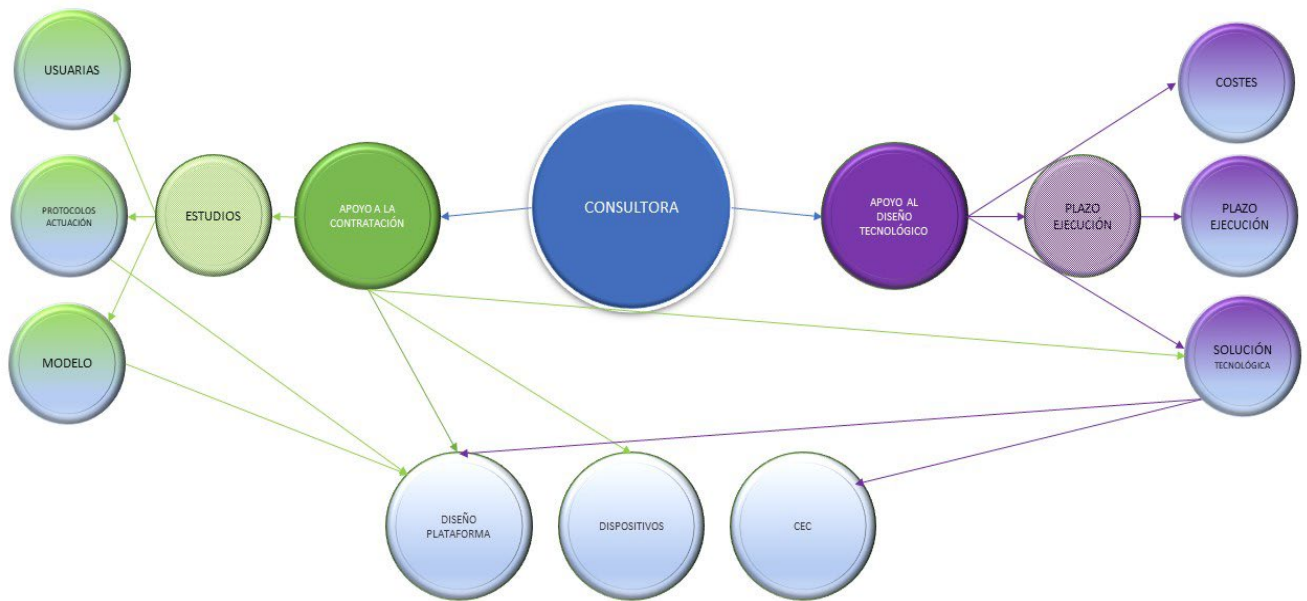 USUARIAS
PROTOCOLOS
ACTUACIÓN
MODELO
ESTUDIOS
APOYO A LA
CONTRATACIÓN
CONSULTORA
APOYO AL
DISEÑO
TECNOLÓGICO
PLAZO
EJECUCIÓN
COSTES
PLAZO
EJECUCIÓN
SOLUCIÓN
TECNOLÓGICA
DISEÑO
PLATAFORMA
DISPOSITIVOS
CEC